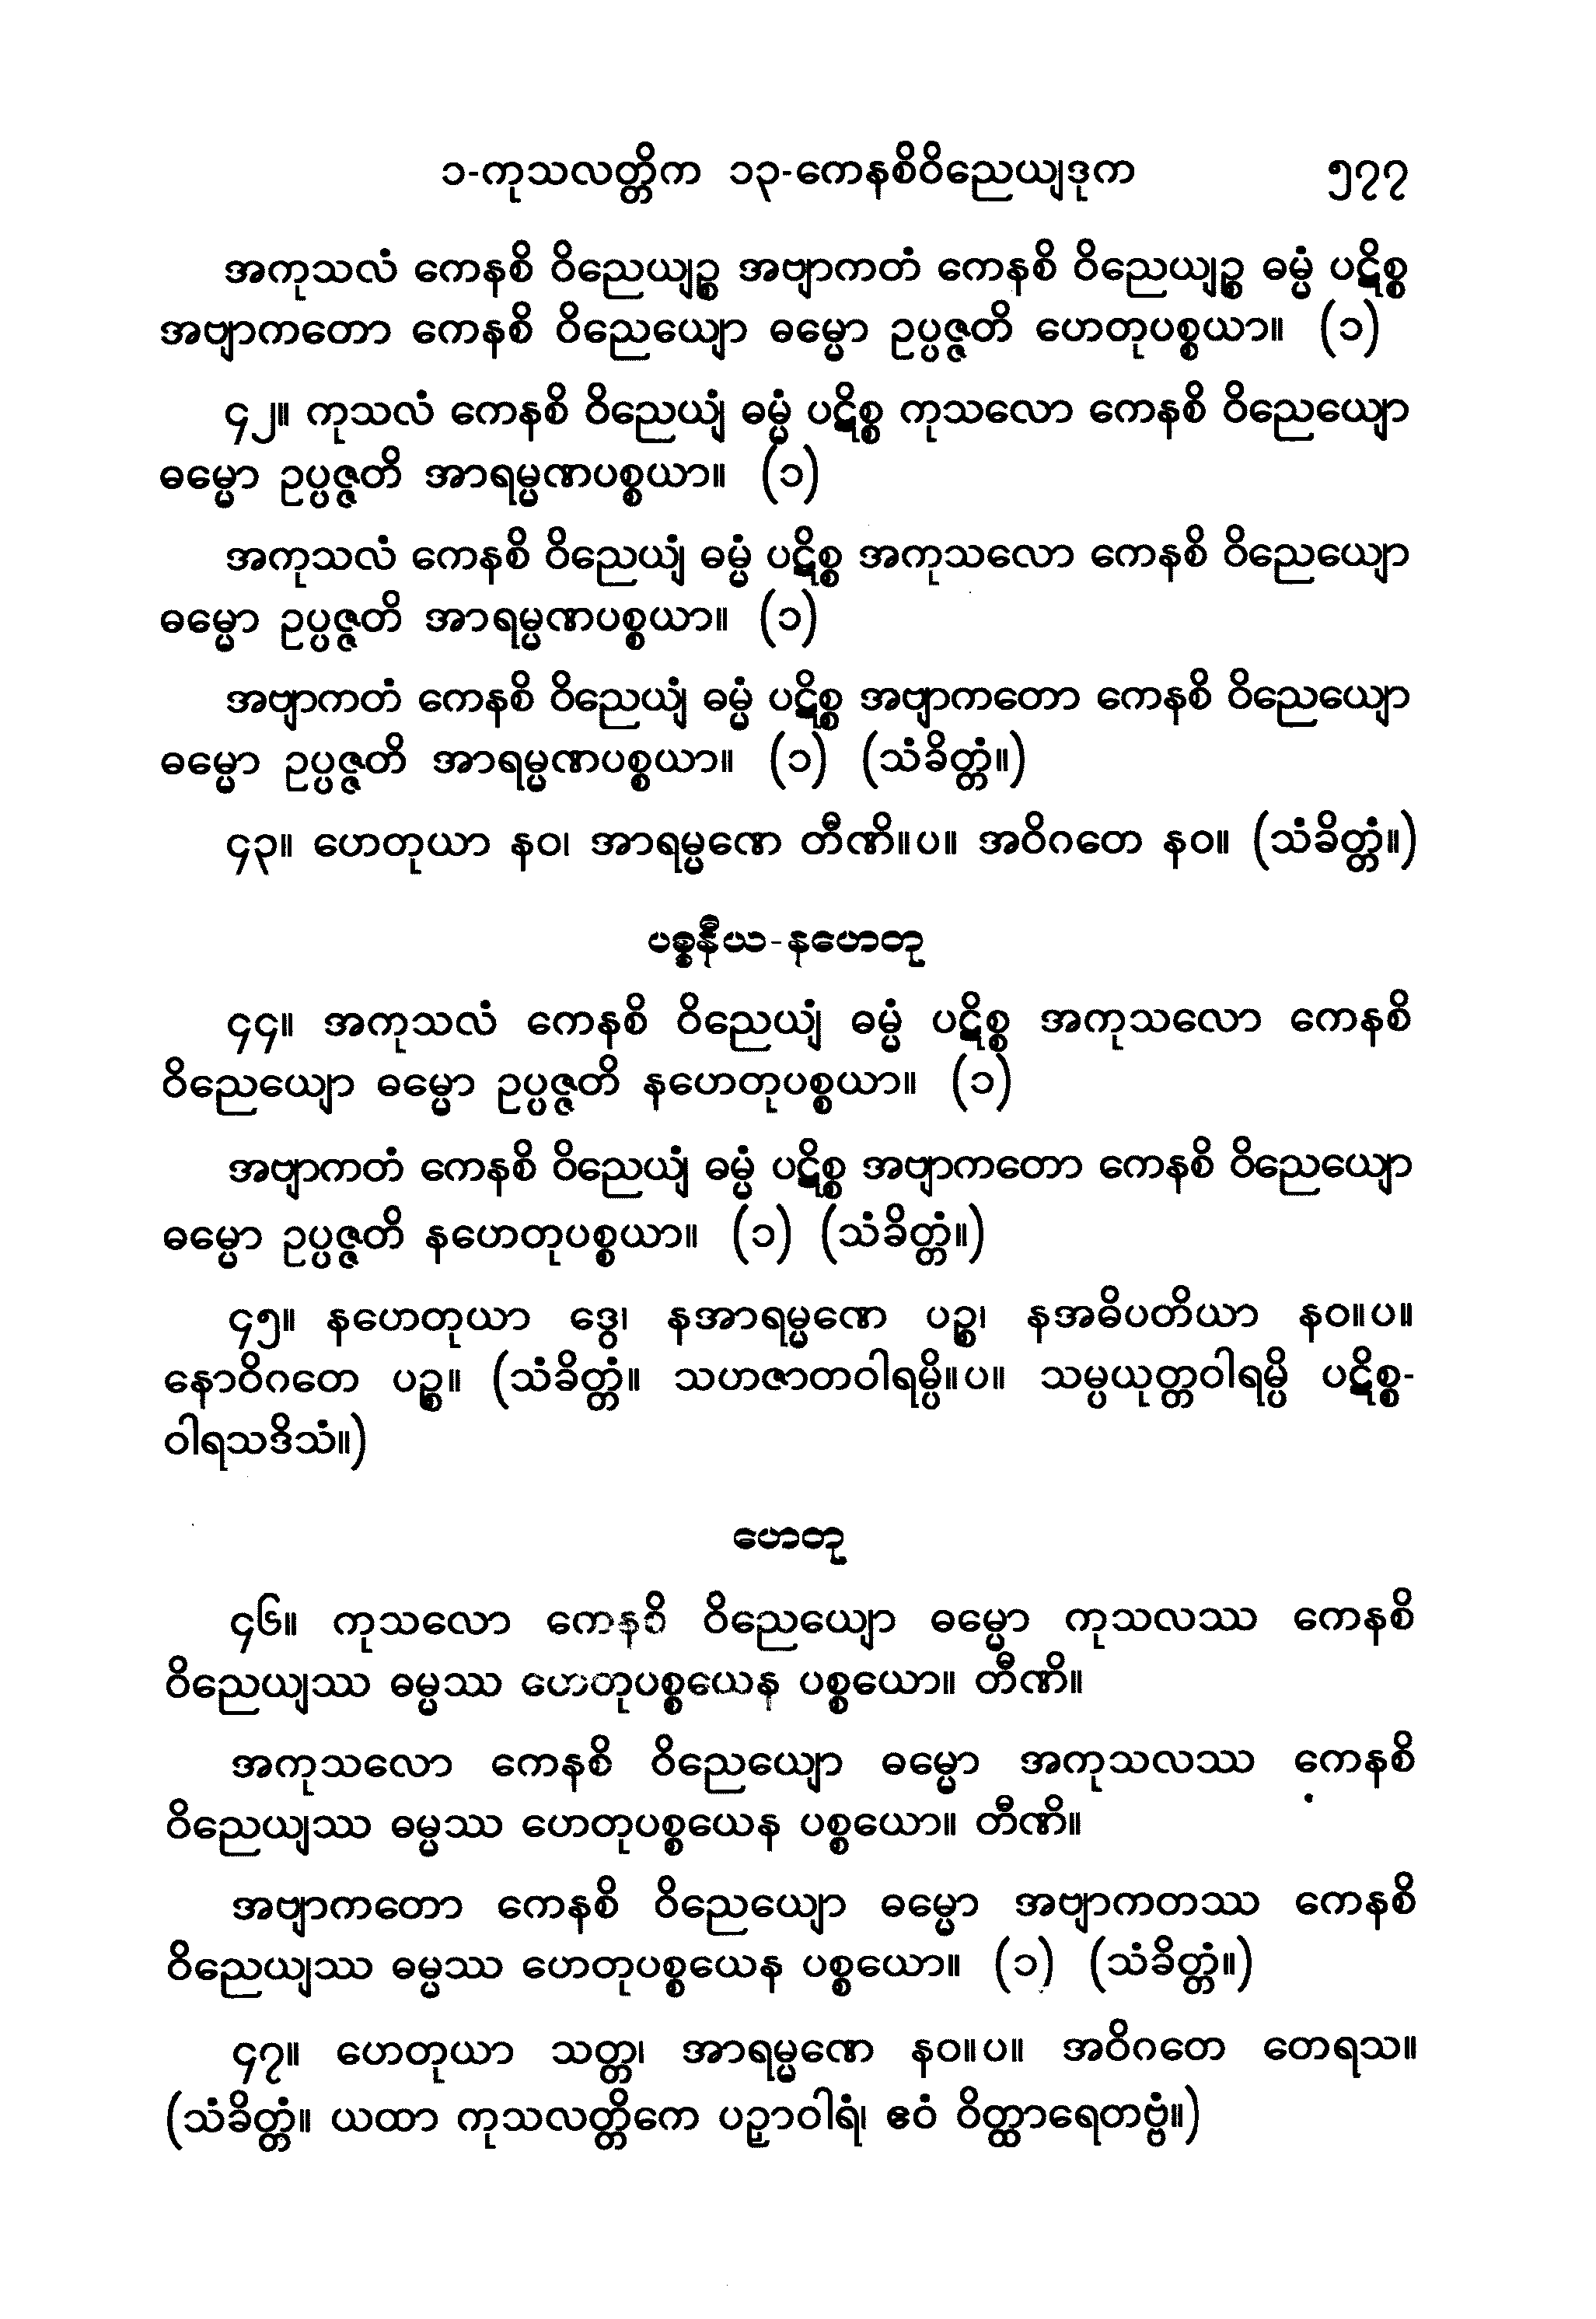 ၁-ကုသလတ္တိက ၁၃-ကေနစိဝိညေယျဒုက ၅၇၇
အကုသလံ ကေနစိ ဝိညေယျဉ္စ အဗျာကတံ ကေနစိ ဝိညေယျဉ္စ ဓမ္မံ ပဋိစ္စ
အဗျာကတော ကေနစိ ဝိညေယျော ဓမ္မော ဥပ္ပဇ္ဇတိ ဟေတုပစ္စယာ။ (၁)
၄၂။ ကုသလံ ကေနစိ ဝိညေယျံ ဓမ္မံ ပဋိစ္စ ကုသလော ကေနစိ ဝိညေယျော
ဓမ္မော ဥပ္ပဇ္ဇတိ အာရမ္မဏပစ္စယာ။ (၁)
အကုသလံ ကေနစိ ဝိညေယျံ ဓမ္မံ ပဋိစ္စ အကုသလော ကေနစိ ဝိညေယျော
ဓမ္မော ဥပ္ပဇ္ဇတိ အာရမ္မဏပစ္စယာ။ (၁)
အဗျာကတံ ကေနစိ ဝိညေယျံ ဓမ္မံ ပဋိစ္စ အဗျာကတော ကေနစိ ဝိညေယျော
ဓမ္မော ဥပ္ပဇ္ဇတိ အာရမ္မဏပစ္စယာ။ (၁) (သံခိတ္တံ။)
၄၃။ ဟေတုယာ နဝ၊ အာရမ္မဏေ တီဏိ။ပ။ အဝိဂတေ နဝ။ (သံခိတ္တံ။)
ပစ္စနီယ-နဟေတု
၄၄။ အကုသလံ ကေနစိ ဝိညေယျံ ဓမ္မံ ပဋိစ္စ အကုသလော ကေနစိ
ဝိညေယျော ဓမ္မော ဥပ္ပဇ္ဇတိ နဟေတုပစ္စယာ။ (၁)
အဗျာကတံ ကေနစိ ဝိညေယျံ ဓမ္မံ ပဋိစ္စ အဗျာကတော ကေနစိ ဝိညေယျော
ဓမ္မော ဥပ္ပဇ္ဇတိ နဟေတုပစ္စယာ။ (၁) (သံခိတ္တံ။)
၄၅။ နဟေတုယာ ဒွေ၊ နအာရမ္မဏေ ပဉ္စ၊ နအဓိပတိယာ နဝ။ပ။
နောဝိဂတေ ပဉ္စ။ (သံခိတ္တံ။ သဟဇာတဝါရမ္ပိ။ပ။ သမ္ပယုတ္တဝါရမ္ပိ ပဋိစ္စ-
ဝါရသဒိသံ။)
ဟေတု
၄၆။ ကုသလော ကေနစိ ဝိညေယျော ဓမ္မော ကုသလဿ ကေနစိ
ဝိညေယျဿ ဓမ္မဿ ဟေတုပစ္စယေန ပစ္စယော။ တီဏိ။
အကုသလော ကေနစိ ဝိညေယျော ဓမ္မော အကုသလဿ ကေနစိ
ဝိညေယျဿ ဓမ္မဿ ဟေတုပစ္စယေန ပစ္စယော။ တီဏိ။
အဗျာကတော ကေနစိ ဝိညေယျော ဓမ္မော အဗျာကတဿ ကေနစိ
ဝိညေယျဿ ဓမ္မဿ ဟေတုပစ္စယေန ပစ္စယော။ (၁) (သံခိတ္တံ။)
၄၇။ ဟေတုယာ သတ္တ၊ အာရမ္မဏေ နဝ။ပ။ အဝိဂတေ တေရသ။
(သံခိတ္တံ။ ယထာ ကုသလတ္တိကေ ပဉှာဝါရံ၊ ဧဝံ ဝိတ္ထာရေတဗ္ဗံ။)